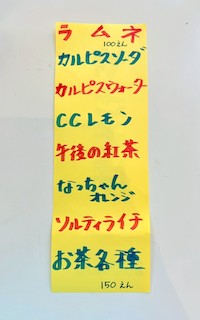 ラムネ
100えん
カルピスソーダ
カルピスウォーター
CCレモン
午後の紅茶
なっちゃん
オレンジ
ソルティライチ
お茶各種
150えん